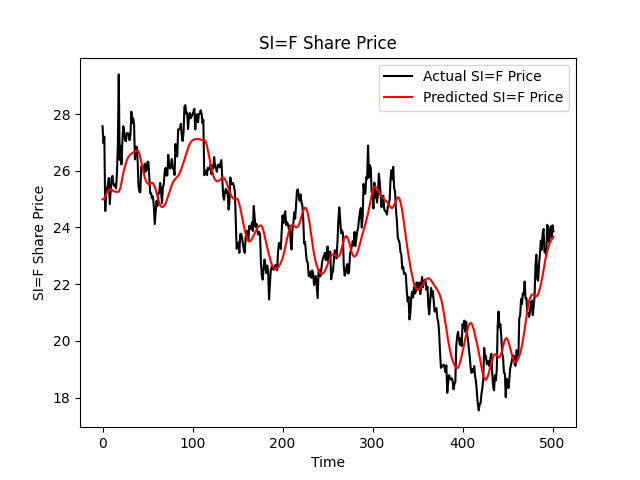 SI=F Share Price
Actual SI=F Price
Predicted SI=F Price
28
26
24
22
20
18
SI=F Share Price
0 100 200 300 400 500
Time